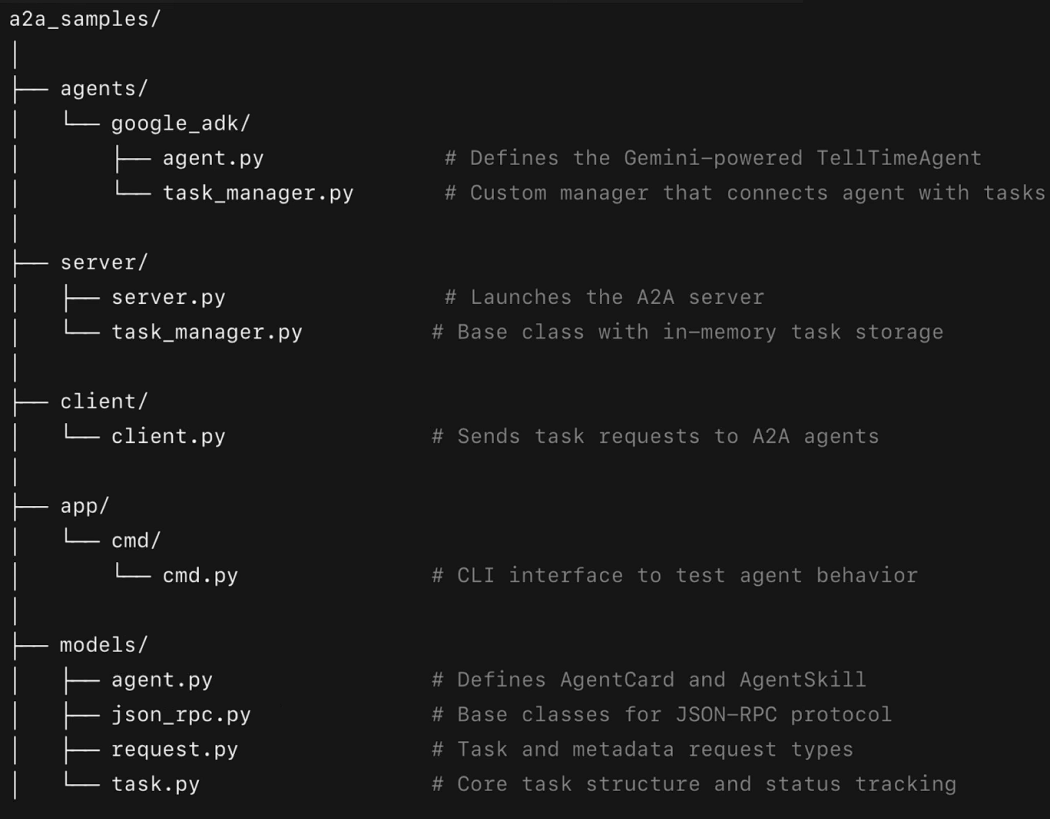 a2a_samples/
│
├── agents/
│   └── google_adk/
│       ├── agent.py              # Defines the Gemini-powered TellTimeAgent
│       └── task_manager.py       # Custom manager that connects agent with tasks
│
├── server/
│   ├── server.py                 # Launches the A2A server
│   └── task_manager.py          # Base class with in-memory task storage
│
├── client/
│   └── client.py                # Sends task requests to A2A agents
│
├── app/
│   └── cmd/
│       └── cmd.py               # CLI interface to test agent behavior
│
├── models/
│   ├── agent.py                 # Defines AgentCard and AgentSkill
│   ├── json_rpc.py              # Base classes for JSON-RPC protocol
│   ├── request.py               # Task and metadata request types
│   └── task.py                  # Core task structure and status tracking